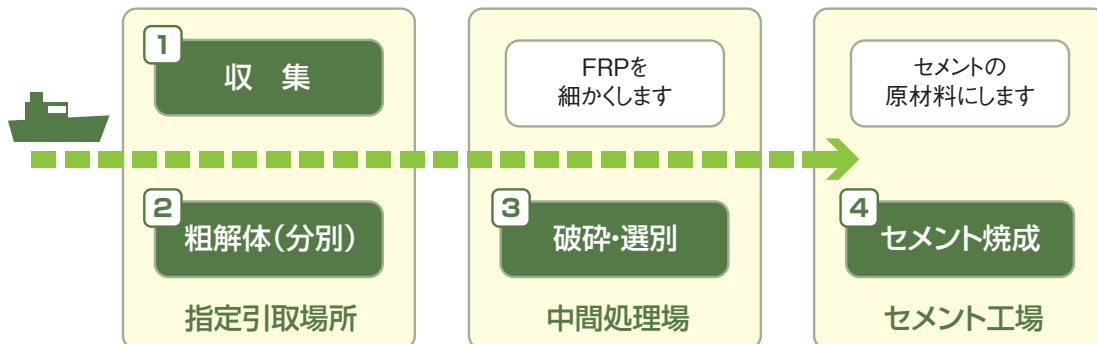 1
収　集
2
粗解体(分別)
指定引取場所
FRPを
細かくします
3
破砕・選別
中間処理場
セメントの
原材料にします
4
セメント焼成
セメント工場